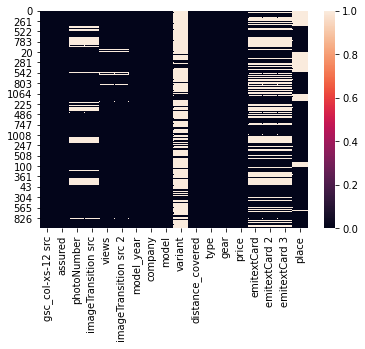 0
261
522
783
20
281
542
803
1064
225
486
747
1008
247
508
100
361
43
304
565
826
1.0
0.8
0.6
0.4
0.2
0.0
gsc_col-xs-12 src
assured
photoNumber
imageTransition src
views
imageTransition src 2
model_year
company
model
variant
distance_covered
type
gear
price
emitextCard
emitextCard 2
emitextCard 3
place